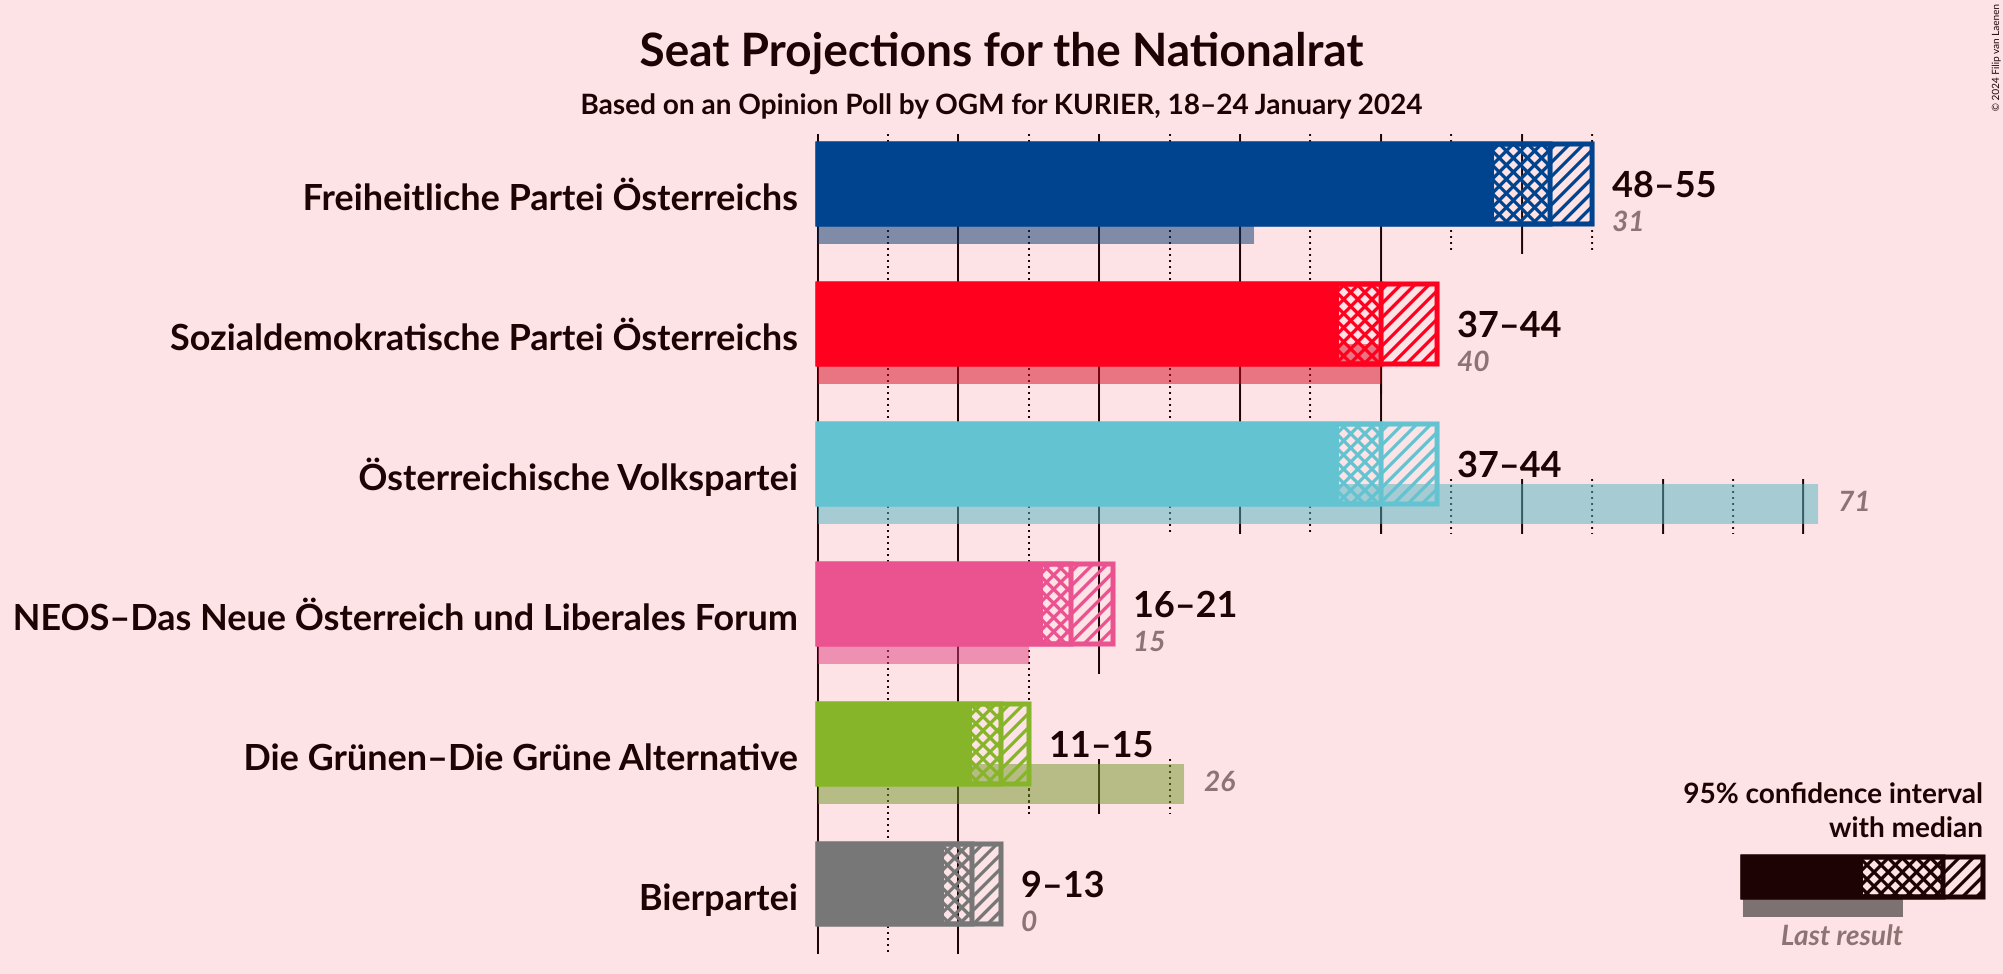 Seat Projections for the Nationalrat
Based on an Opinion Poll by OGM for KURIER, 18–24 January 2024
© 2024 Filip van Laenen
Freiheitliche Partei Österreichs
48–55
31
Sozialdemokratische Partei Österreichs
37–44
40
Österreichische Volkspartei
37–44
71
NEOS–Das Neue Österreich und Liberales Forum
16–21
15
Die Grünen–Die Grüne Alternative
11–15
26
Bierpartei
9–13
0
95% confidence interval
with median
Last result